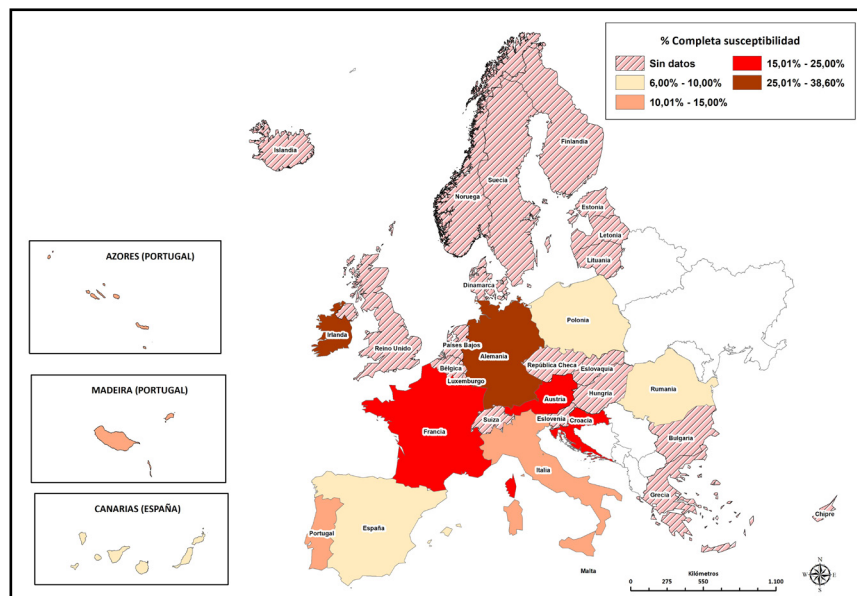 % Completa susceptibilidad
Sin datos
15,01% - 25,00%
6,00% - 10,00%
25,01% - 38,60%
10,01% - 15,00%
Islandia
Finlandia
Suecia
Noruega
Estonia
Letonia
Lituania
Dinamarca
AZORES (PORTUGAL)
Irlanda
Reino Unido
Países Bajos
Polonia
Alemania
Bélgica
Luxemburgo
República Checa
Eslovaquia
MADEIRA (PORTUGAL)
Austria
Hungría
Rumanía
Suiza
Eslovenia
Croacia
Francia
Bulgaria
Italia
Grecia
CANARIAS (ESPAÑA)
Portugal
España
Chipre
Malta
Kilómetros
0 275 550 1.100
N
W E
S